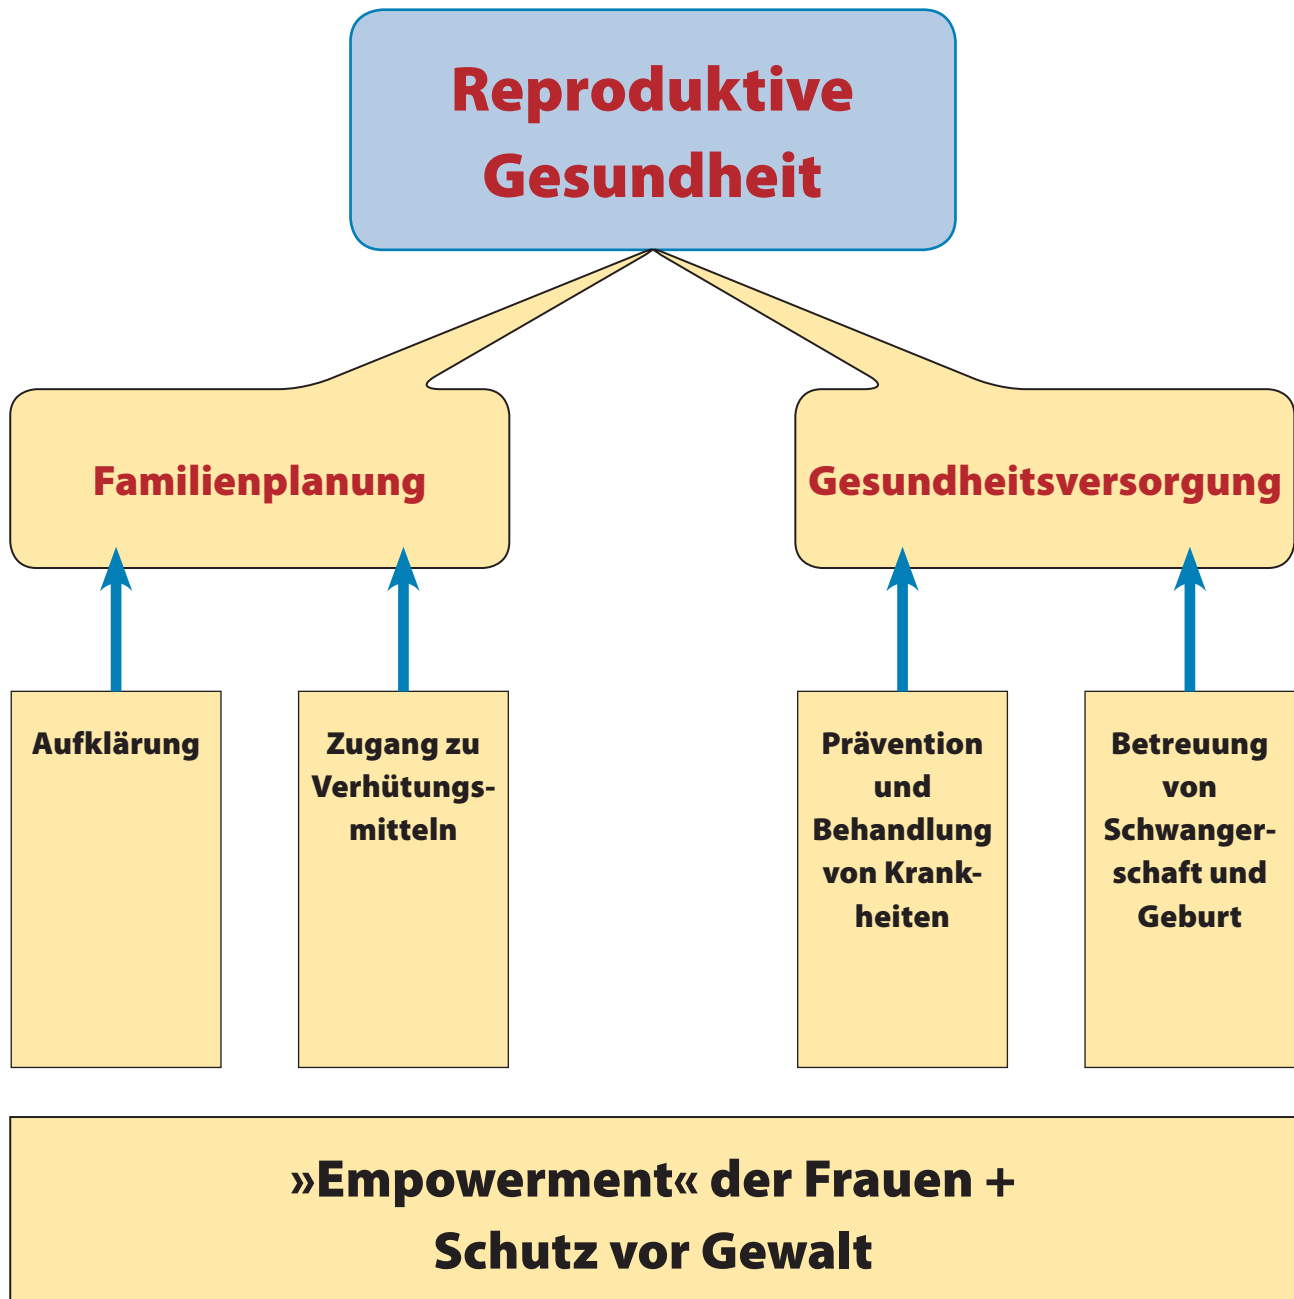 Reproduktive
Gesundheit
Familienplanung
Gesundheitsversorgung
Aufklärung
Zugang zu
Verhütungs-
mitteln
Prävention
und
Behandlung
von Krank-
heiten
Betreuung
von
Schwanger-
schaft und
Geburt
»Empowerment« der Frauen +
Schutz vor Gewalt